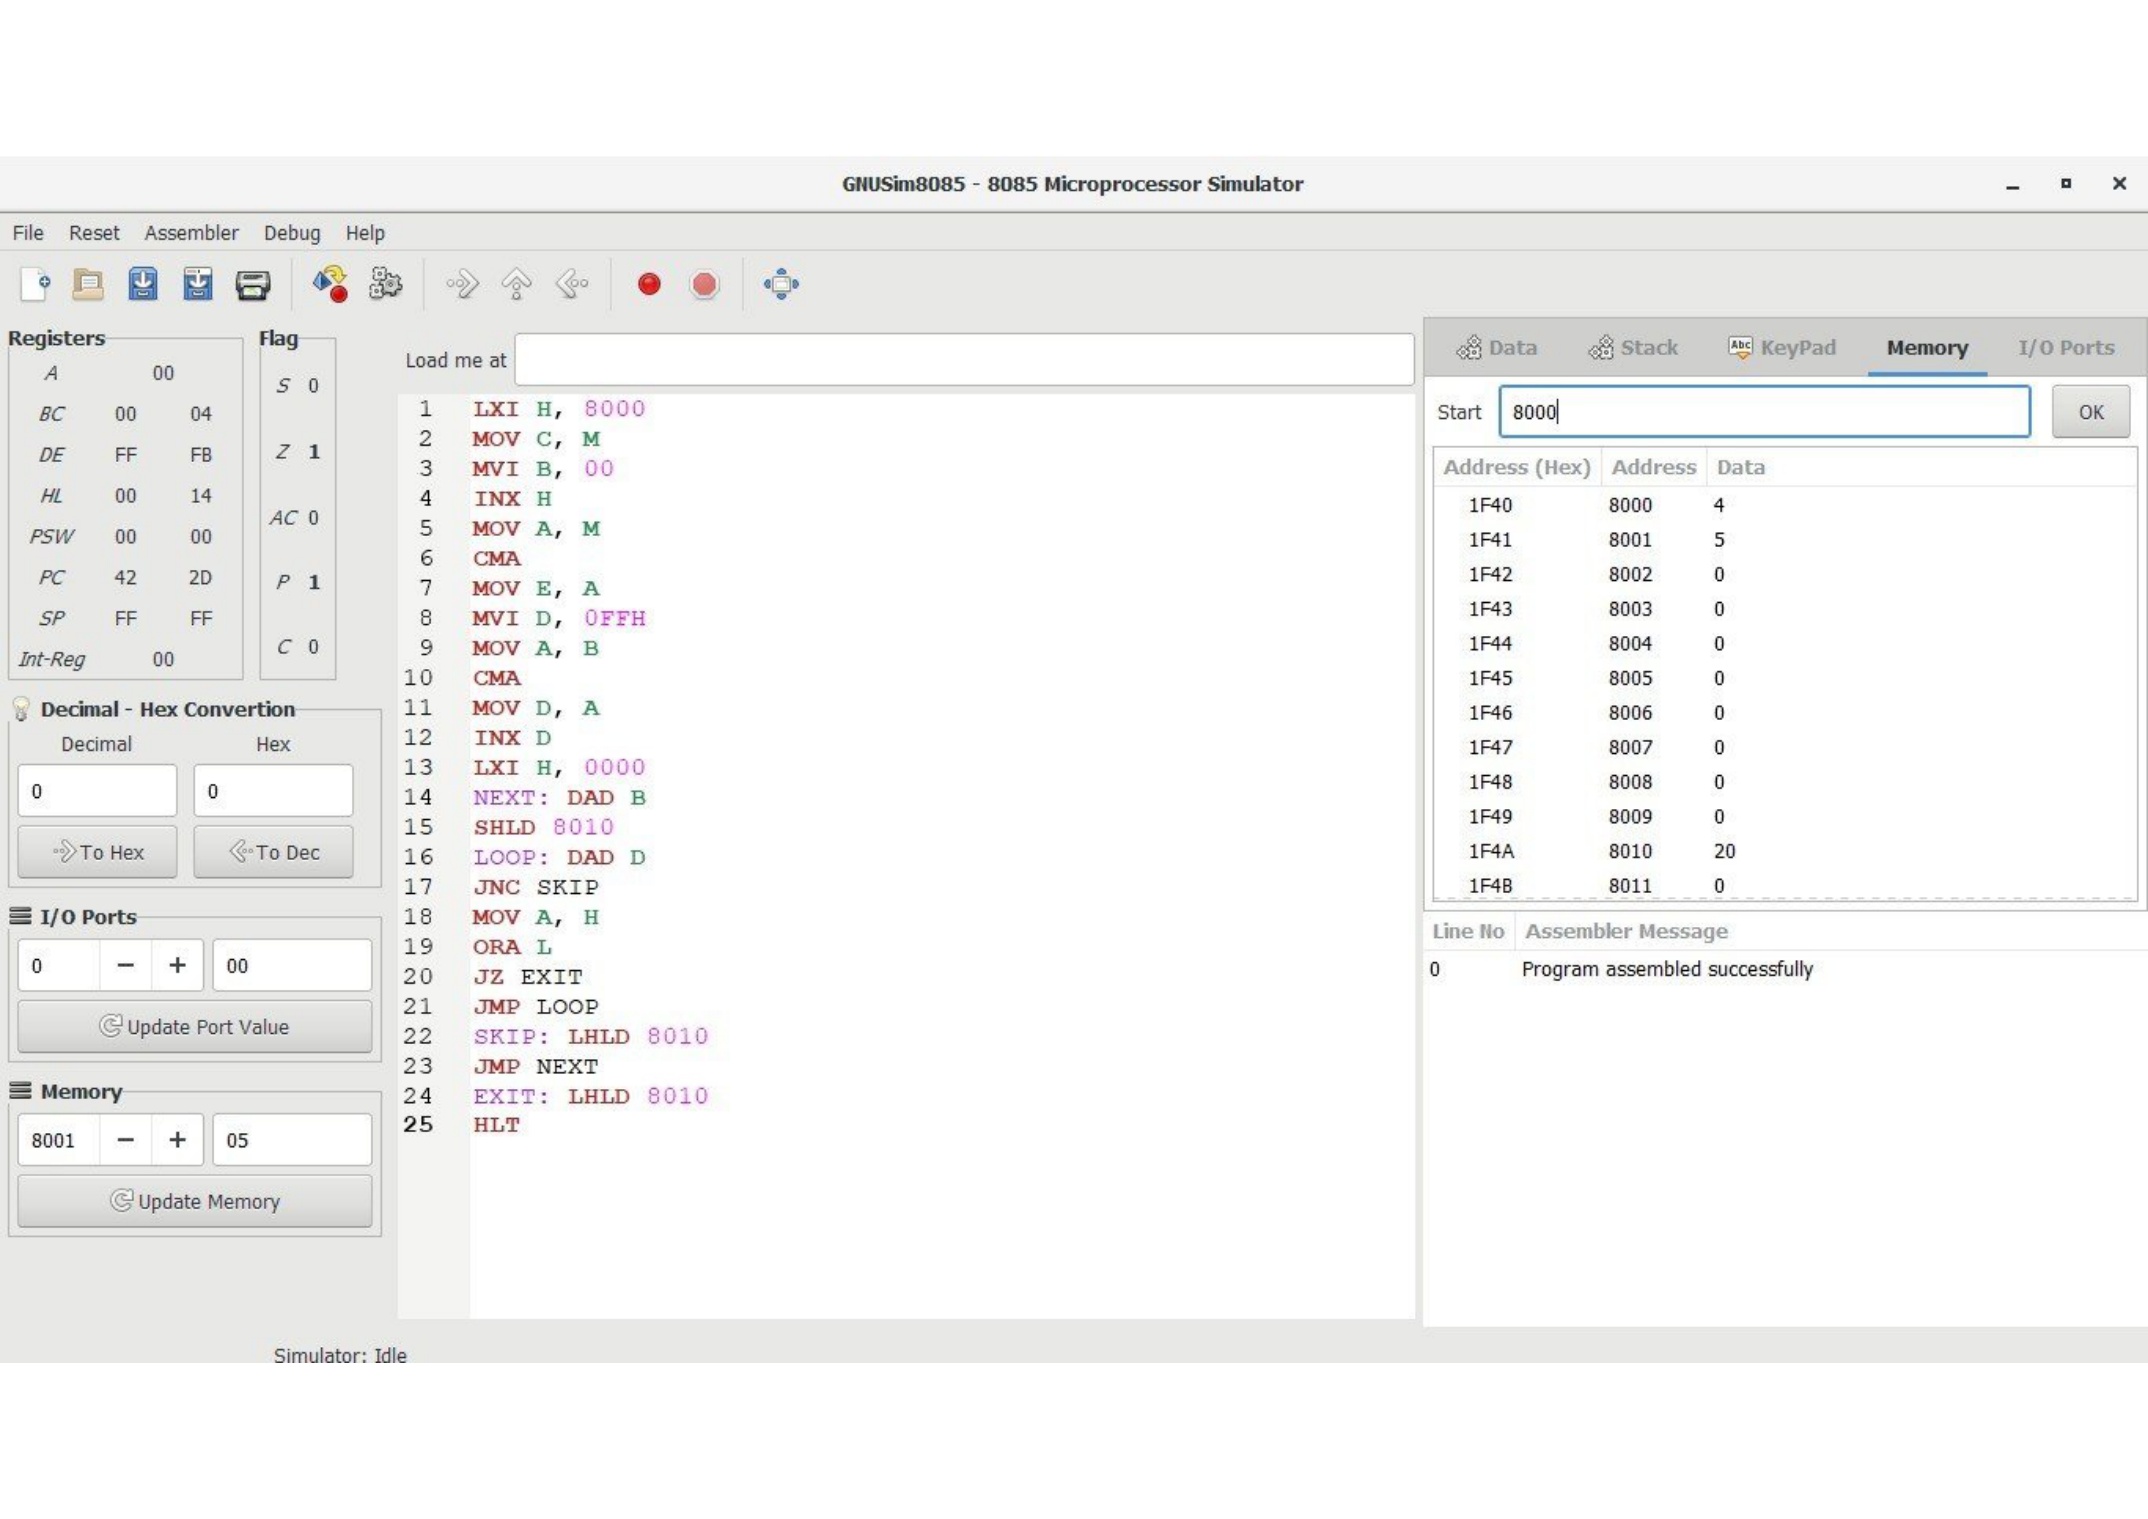 GNUSim8085 - 8085 Microprocessor Simulator
File Reset Assembler Debug Help
Registers
A 00
BC 00 04
DE FF FB
HL 00 14
PSW 00 00
PC 42 2D
SP FF FF
Int-Reg 00
Flag
S 0
Z 1
AC 0
P 1
C 0
Decimal - Hex Convertion
Decimal Hex
0 0
To Hex To Dec
I/O Ports
0 − + 00
Update Port Value
Memory
8001 − + 05
Update Memory
Load me at
1 LXI H, 8000
2 MOV C, M
3 MVI B, 00
4 INX H
5 MOV A, M
6 CMA
7 MOV E, A
8 MVI D, 0FFH
9 MOV A, B
10 CMA
11 MOV D, A
12 INX D
13 LXI H, 0000
14 NEXT: DAD B
15 SHLD 8010
16 LOOP: DAD D
17 JNC SKIP
18 MOV A, H
19 ORA L
20 JZ EXIT
21 JMP LOOP
22 SKIP: LHLD 8010
23 JMP NEXT
24 EXIT: LHLD 8010
25 HLT
Data Stack Abc KeyPad Memory I/O Ports
Start 8000 OK
Address (Hex) Address Data
1F40 8000 4
1F41 8001 5
1F42 8002 0
1F43 8003 0
1F44 8004 0
1F45 8005 0
1F46 8006 0
1F47 8007 0
1F48 8008 0
1F49 8009 0
1F4A 8010 20
1F4B 8011 0
Line No Assembler Message
0 Program assembled successfully
Simulator: Idle